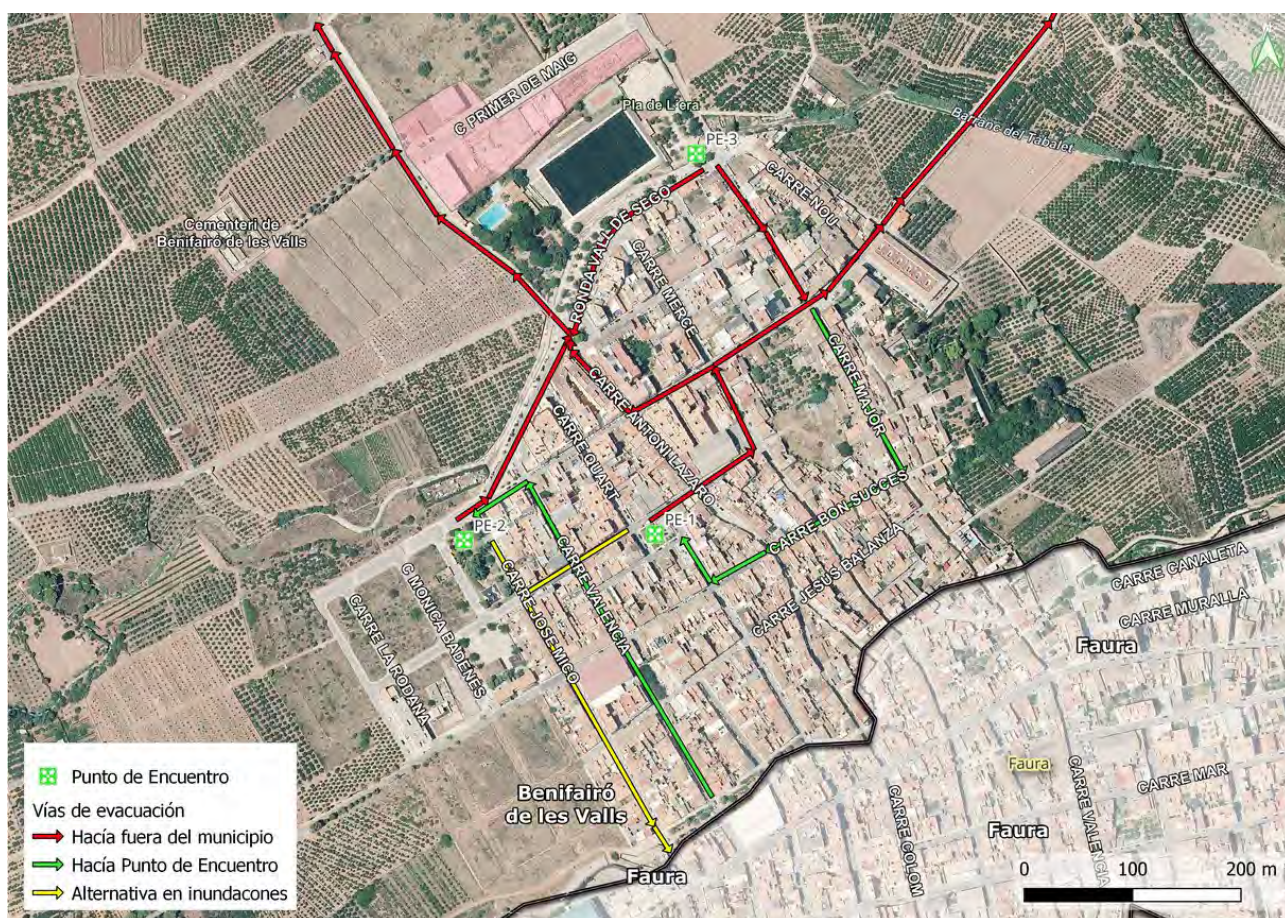 C PRIMER DE MAIG
Pla de L'era
PE-3
Barranc del Tabalet
CARRE NOU
Cementeri de
Benifairó de les Valls
RONDA VALL DE SEGO
CARRE MERCE
CARRE MAJOR
CARRE ANTONI LAZARO
CARRE QUART
CARRE BON SUCCES
PE-1
PE-2
CARRE JESUS BALANZA
CARRE VALENCIA
CARRE JOSE MICO
C MONICA BADENES
CARRE LA RODANA
CARRE CANALETA
CARRE MURALLA
Faura
Faura
CARRE MAR
CARRE VALENCIA
CARRE COLOM
Faura
Benifairó
de les Valls
Faura
Punto de Encuentro
Vías de evacuación
Hacía fuera del municipio
Hacía Punto de Encuentro
Alternativa en inundacones
0 100 200 m